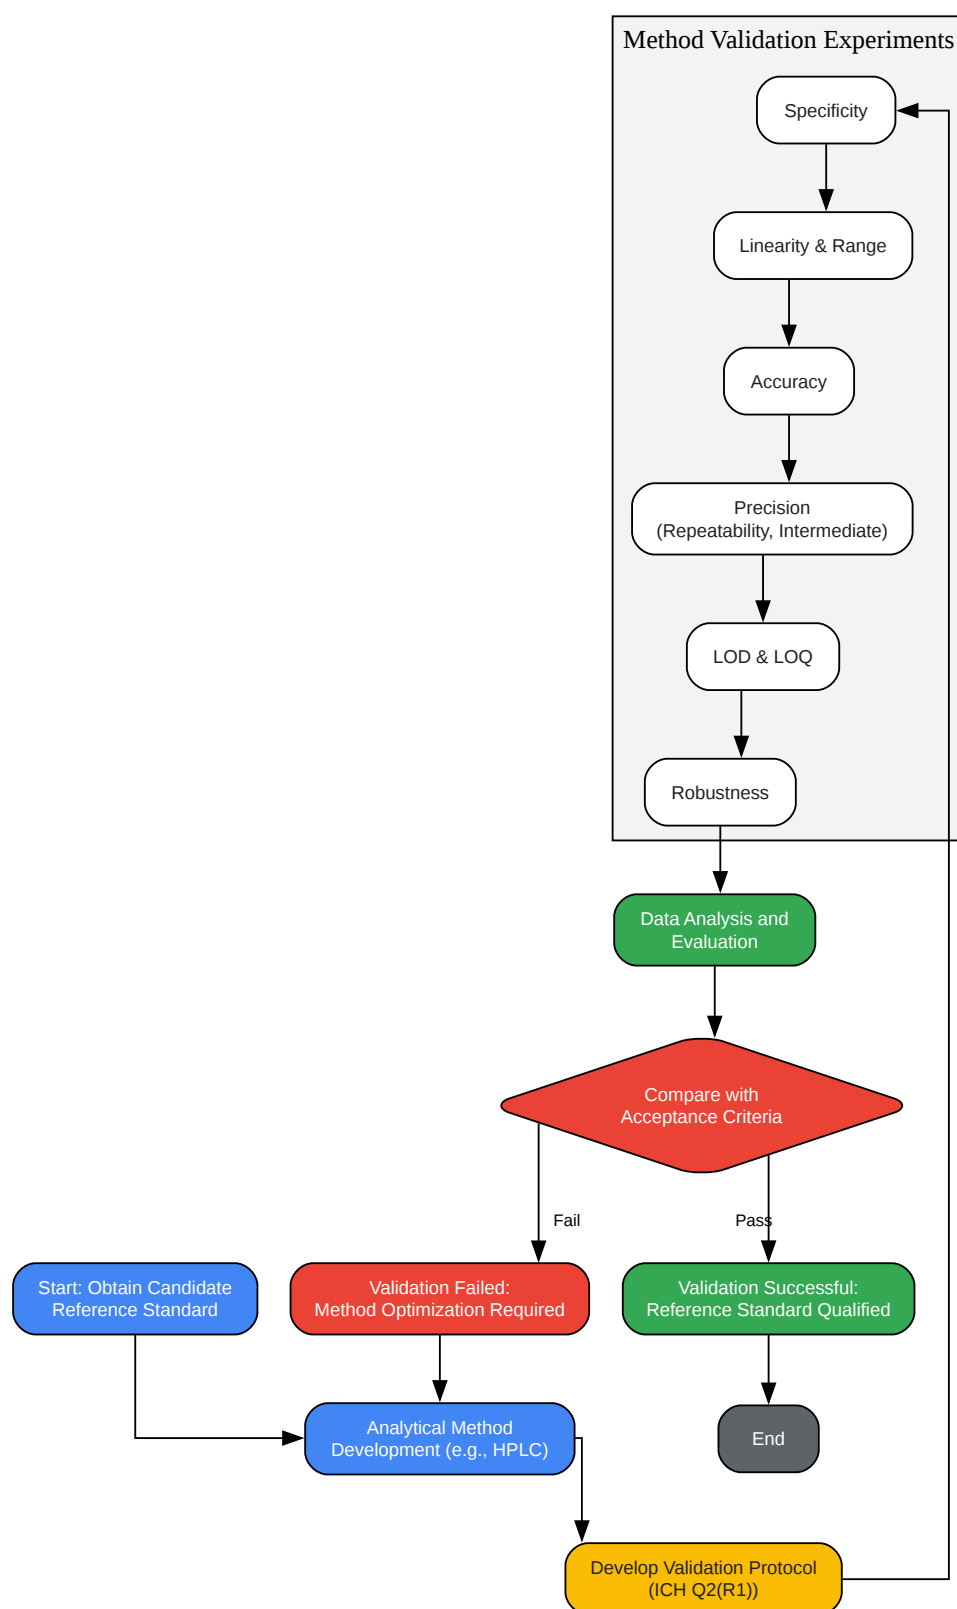 Method Validation Experiments
Specificity
Linearity & Range
Accuracy
Precision
(Repeatability, Intermediate)
LOD & LOQ
Robustness
Data Analysis and
Evaluation
Compare with
Acceptance Criteria
Fail
Pass
Start: Obtain Candidate
Reference Standard
Validation Failed:
Method Optimization Required
Validation Successful:
Reference Standard Qualified
Analytical Method
Development (e.g., HPLC)
End
Develop Validation Protocol
(ICH Q2(R1))